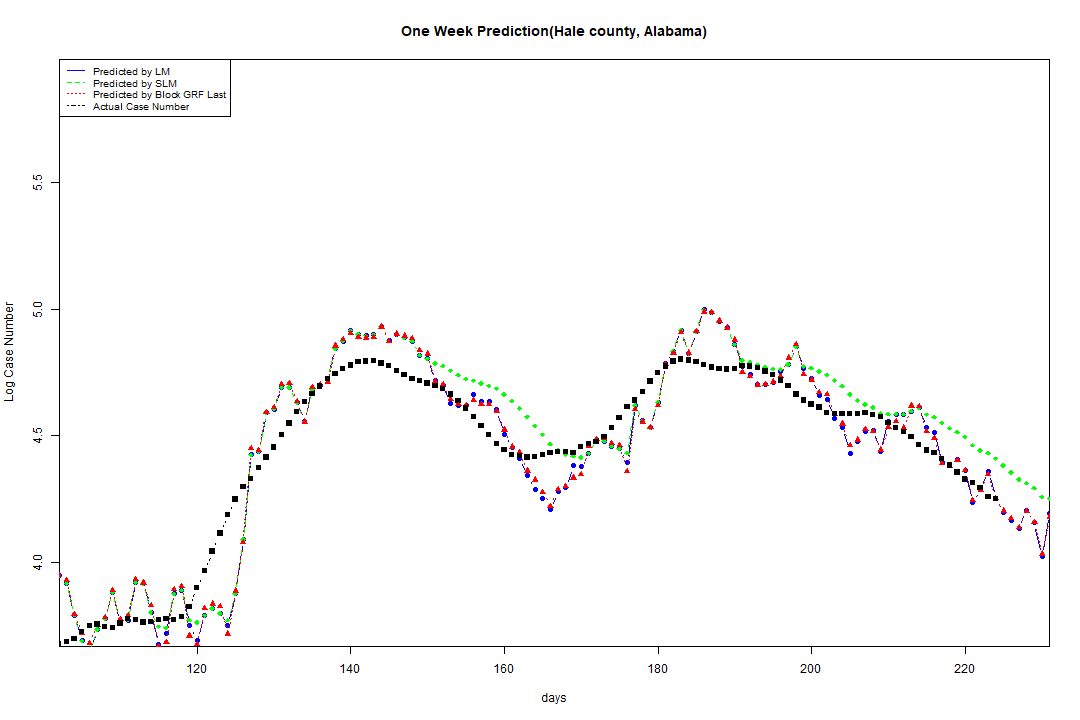 One Week Prediction(Hale county, Alabama)
Predicted by LM
Predicted by SLM
Predicted by Block GRF Last
Actual Case Number
5.5
5.0
4.5
4.0
Log Case Number
120 140 160 180 200 220
days